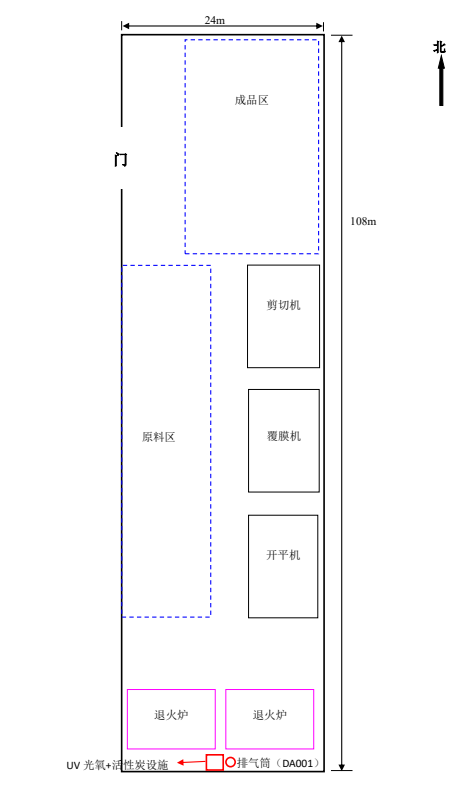 24m
北
成品区
门
108m
剪切机
原料区
覆膜机
开平机
退火炉
退火炉
UV 光氧+活性炭设施
排气筒（DA001）